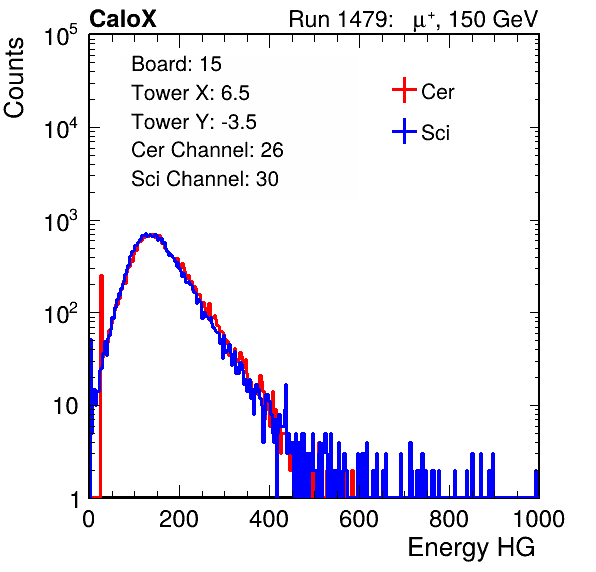 CaloX Run 1479: μ⁺, 150 GeV
Counts
10⁵
10⁴
10³
10²
10
1
Board: 15
Tower X: 6.5
Tower Y: -3.5
Cer Channel: 26
Sci Channel: 30
Cer
Sci
0 200 400 600 800 1000
Energy HG